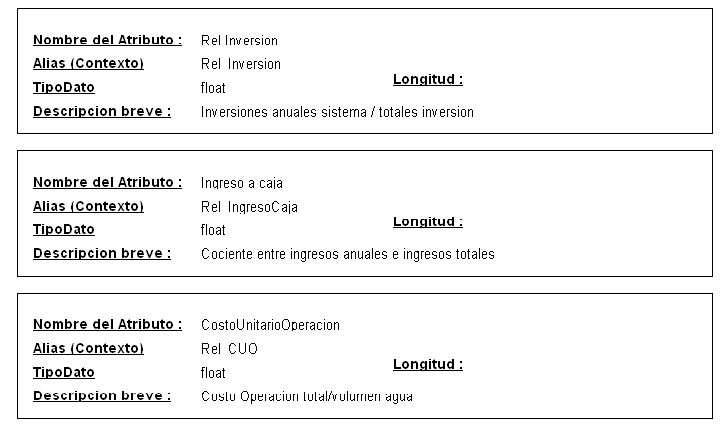 Nombre del Atributo : Rel Inversion
Alias (Contexto) Rel Inversion
TipoDato float Longitud :
Descripcion breve : Inversiones anuales sistema / totales inversion
Nombre del Atributo : Ingreso a caja
Alias (Contexto) Rel IngresoCaja
TipoDato float Longitud :
Descripcion breve : Cociente entre ingresos anuales e ingresos totales
Nombre del Atributo : CostoUnitarioOperacion
Alias (Contexto) Rel CUO
TipoDato float Longitud :
Descripcion breve : Costo Operacion total/volumen agua